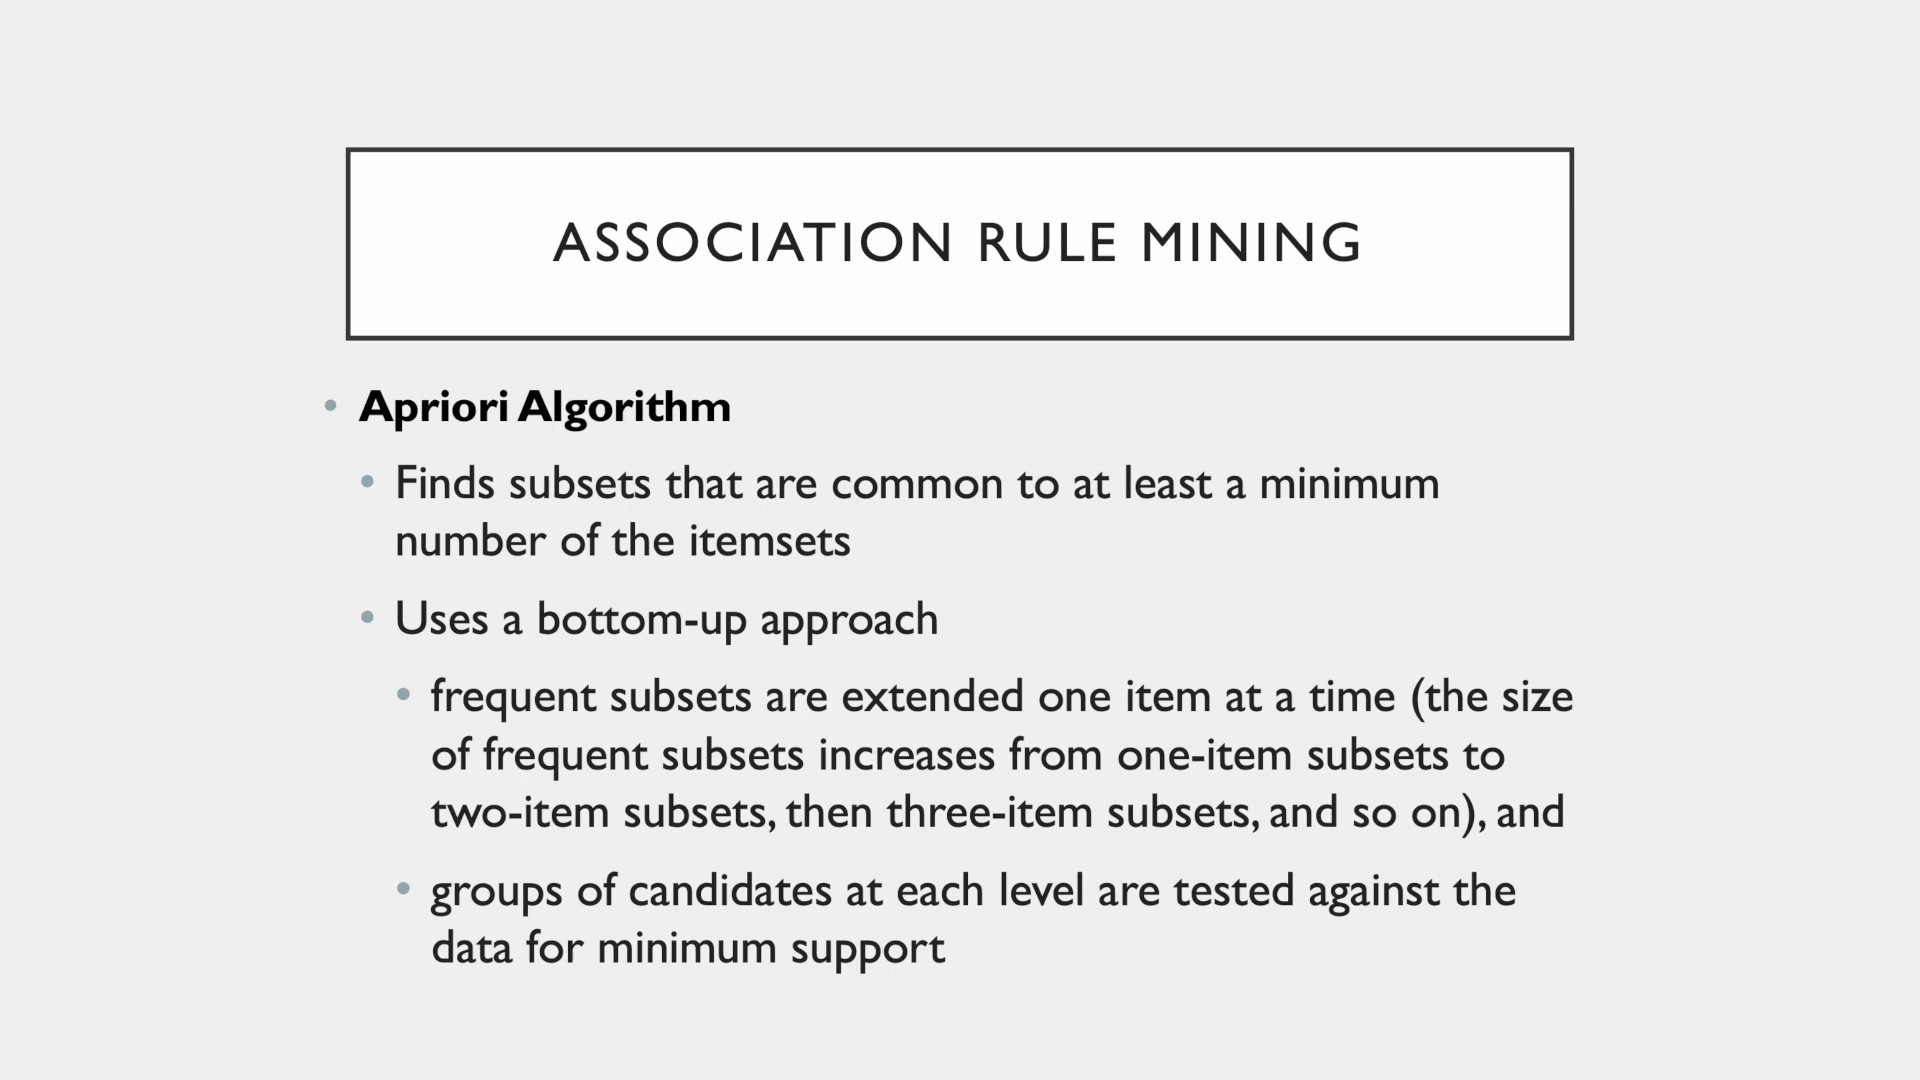 ASSOCIATION RULE MINING
• Apriori Algorithm
• Finds subsets that are common to at least a minimum
number of the itemsets
• Uses a bottom-up approach
• frequent subsets are extended one item at a time (the size
of frequent subsets increases from one-item subsets to
two-item subsets, then three-item subsets, and so on), and
• groups of candidates at each level are tested against the
data for minimum support